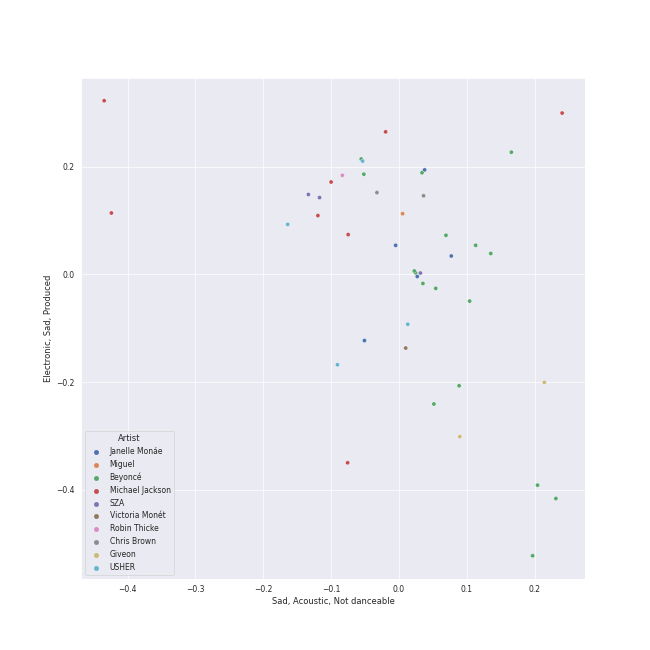 Electronic, Sad, Produced
0.2
0.0
−0.2
−0.4
Artist
Janelle Monáe
Miguel
Beyoncé
Michael Jackson
SZA
Victoria Monét
Robin Thicke
Chris Brown
Giveon
USHER
−0.4
−0.3
−0.2
−0.1
0.0
0.1
0.2
Sad, Acoustic, Not danceable